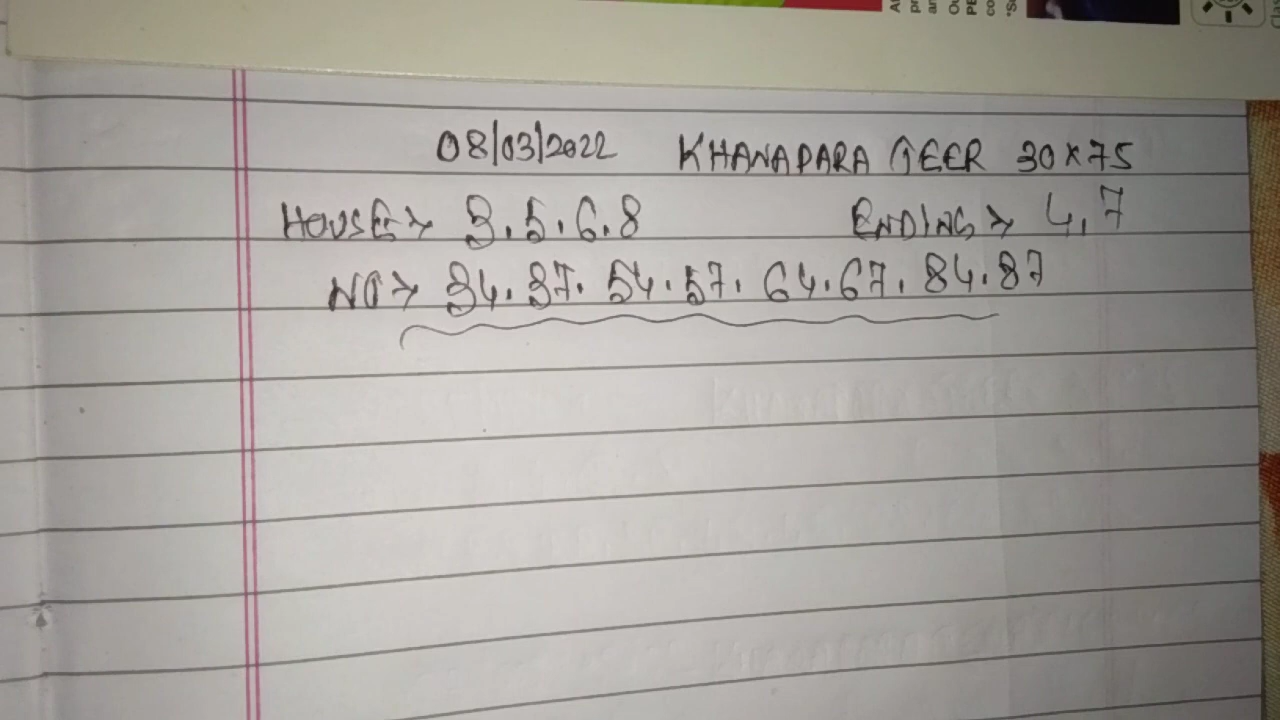 08/03/2022 KHANAPARA TEER 30×75
HOUSE> 3.5.6.8 ENDING> 4.7
NO> 34.37.54.57.64.67.84.87